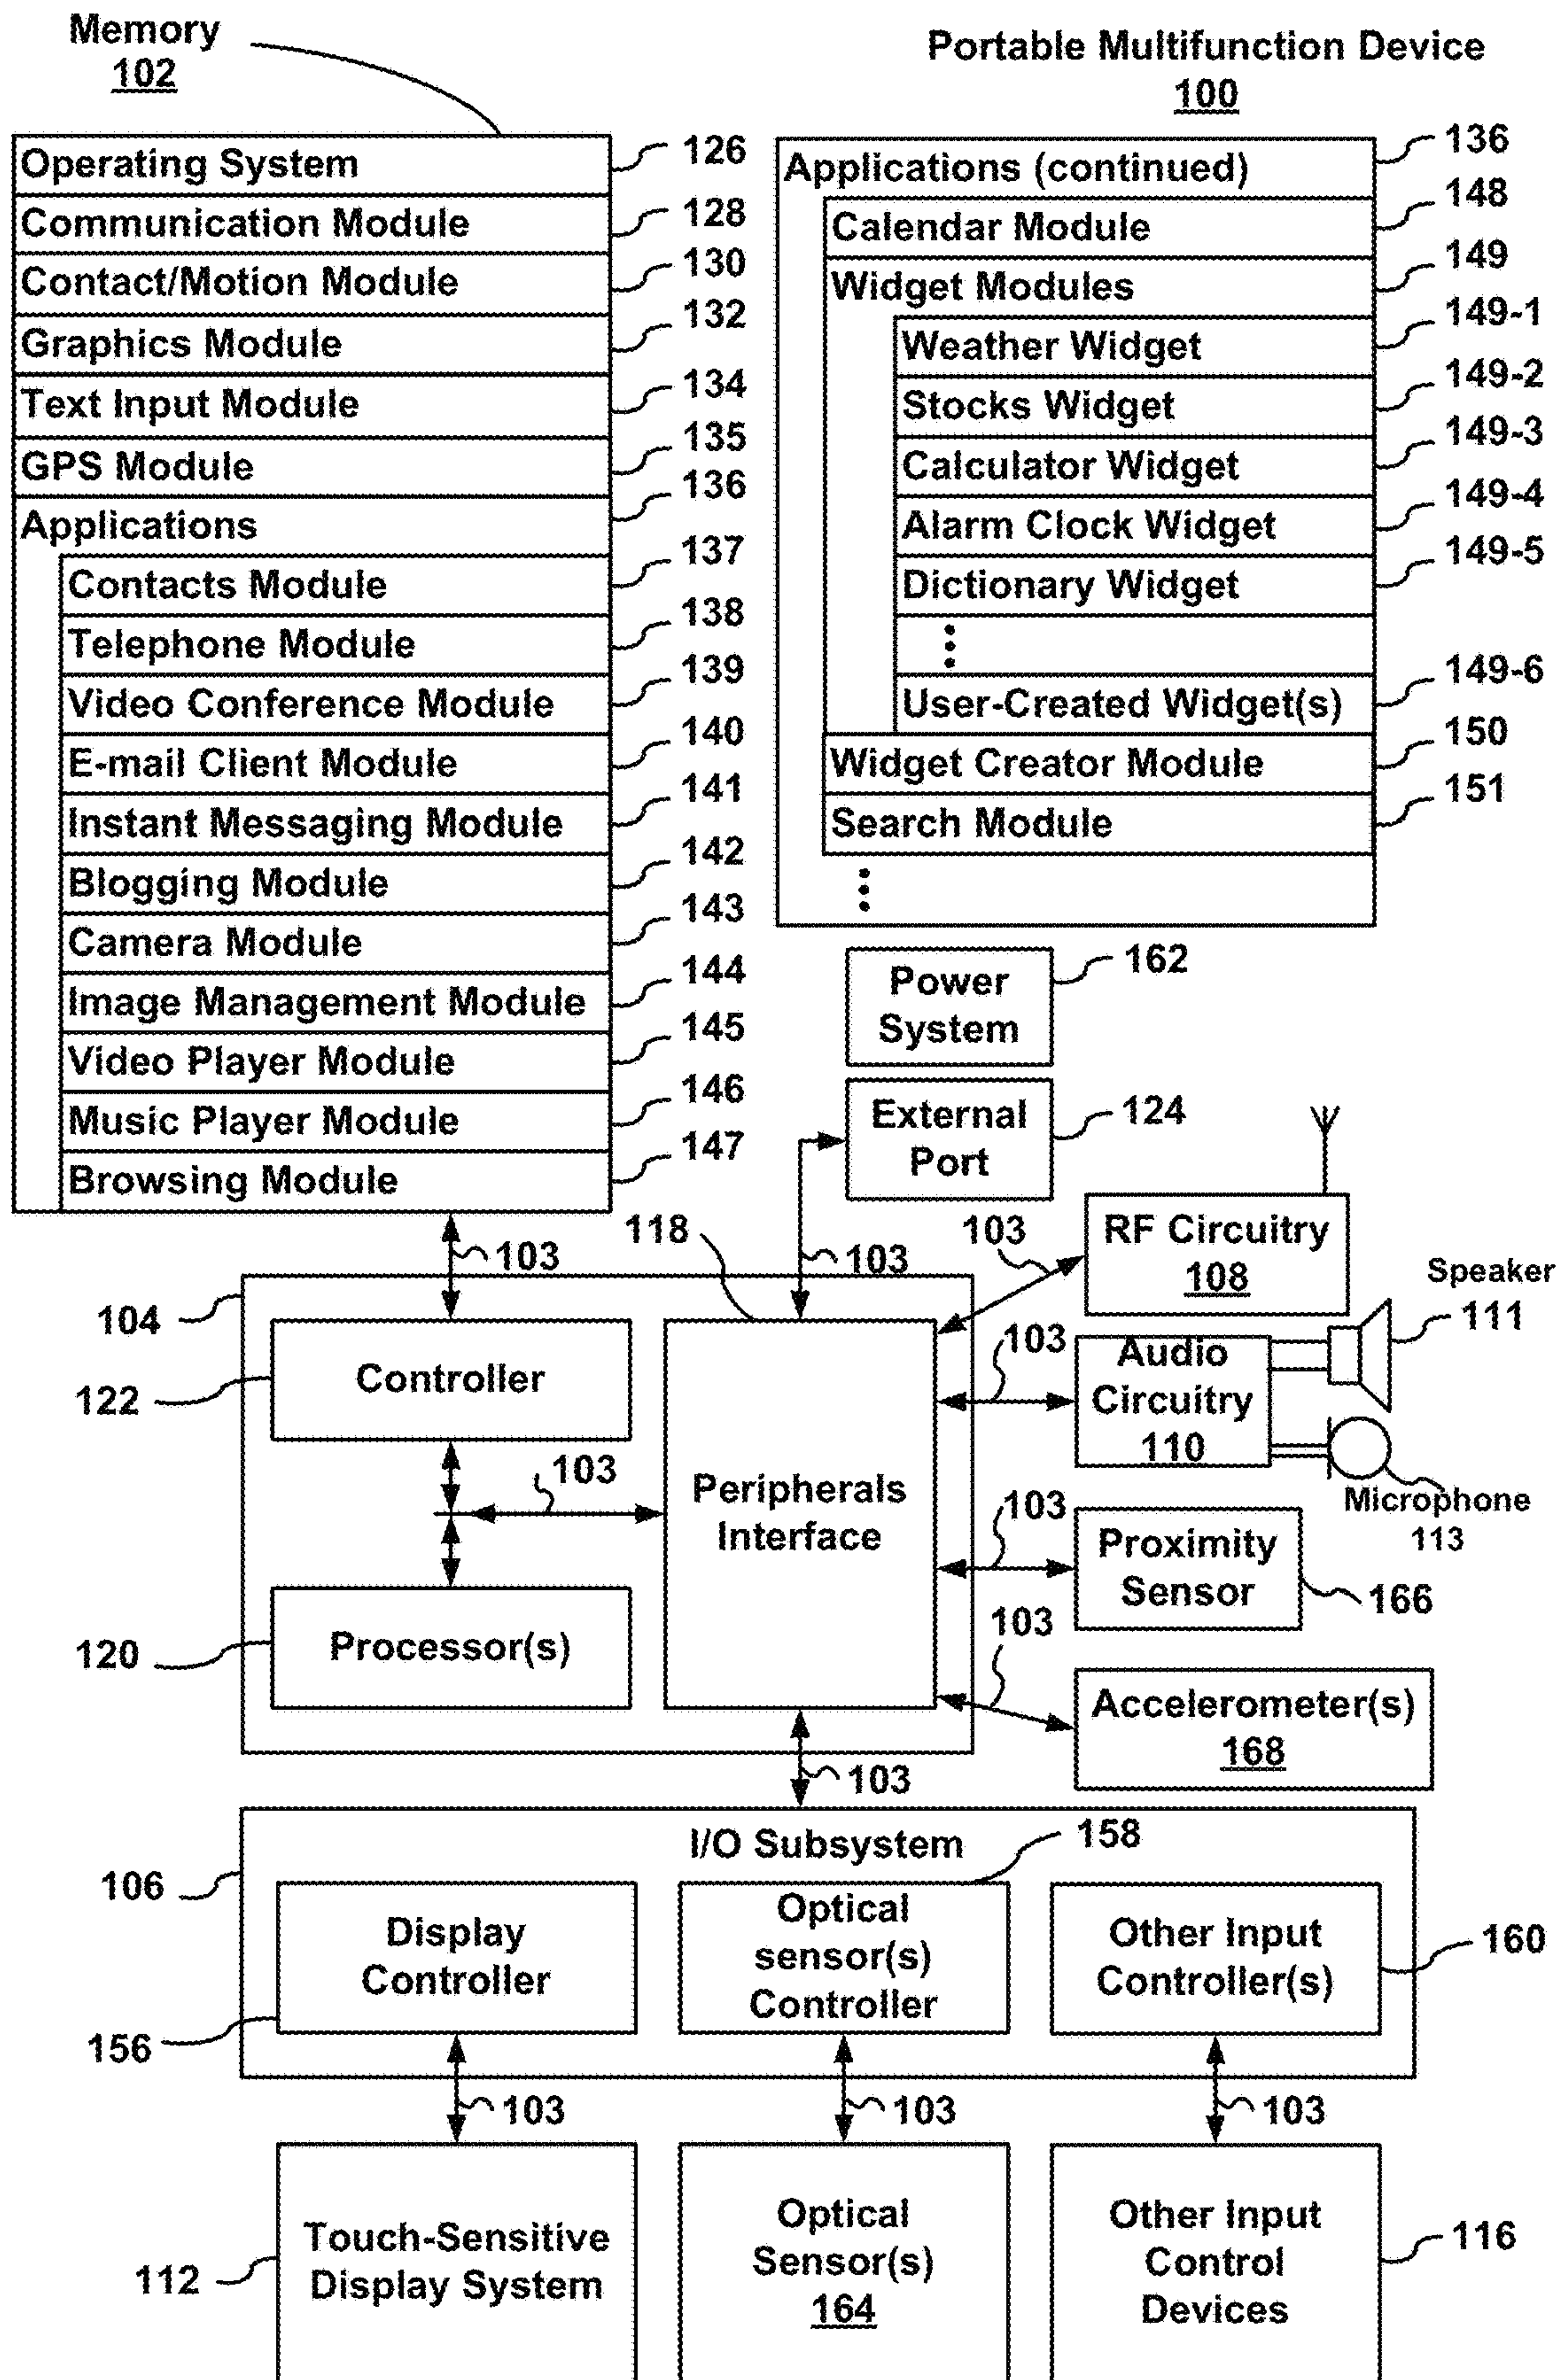 Memory
102
Portable Multifunction Device
100
Operating System
126
Communication Module
128
Contact/Motion Module
130
Graphics Module
132
Text Input Module
134
GPS Module
135
Applications
136
Contacts Module
137
Telephone Module
138
Video Conference Module
139
E-mail Client Module
140
Instant Messaging Module
141
Blogging Module
142
Camera Module
143
Image Management Module
144
Video Player Module
145
Music Player Module
146
Browsing Module
147
Applications (continued)
136
Calendar Module
148
Widget Modules
149
Weather Widget
149-1
Stocks Widget
149-2
Calculator Widget
149-3
Alarm Clock Widget
149-4
Dictionary Widget
149-5
User-Created Widget(s)
149-6
Widget Creator Module
150
Search Module
151
Power
System
162
External
Port
124
103
118
103
103
RF Circuitry
108
Speaker
111
104
Controller
122
103
Audio
Circuitry
110
103
Peripherals
Interface
Microphone
113
103
Proximity
Sensor
166
Processor(s)
120
103
Accelerometer(s)
168
103
I/O Subsystem
158
106
Display
Controller
156
Optical
sensor(s)
Controller
Other Input
Controller(s)
160
103
103
103
Touch-Sensitive
Display System
112
Optical
Sensor(s)
164
Other Input
Control
Devices
116